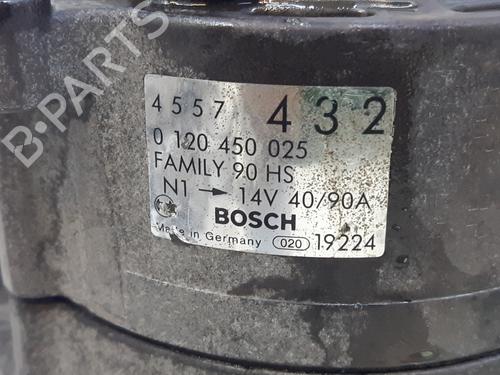 B-PARTS
4557 432
0 120 450 025
FAMILY 90 HS
N1 → 14V 40/90A
BOSCH
Made in Germany 020 19224